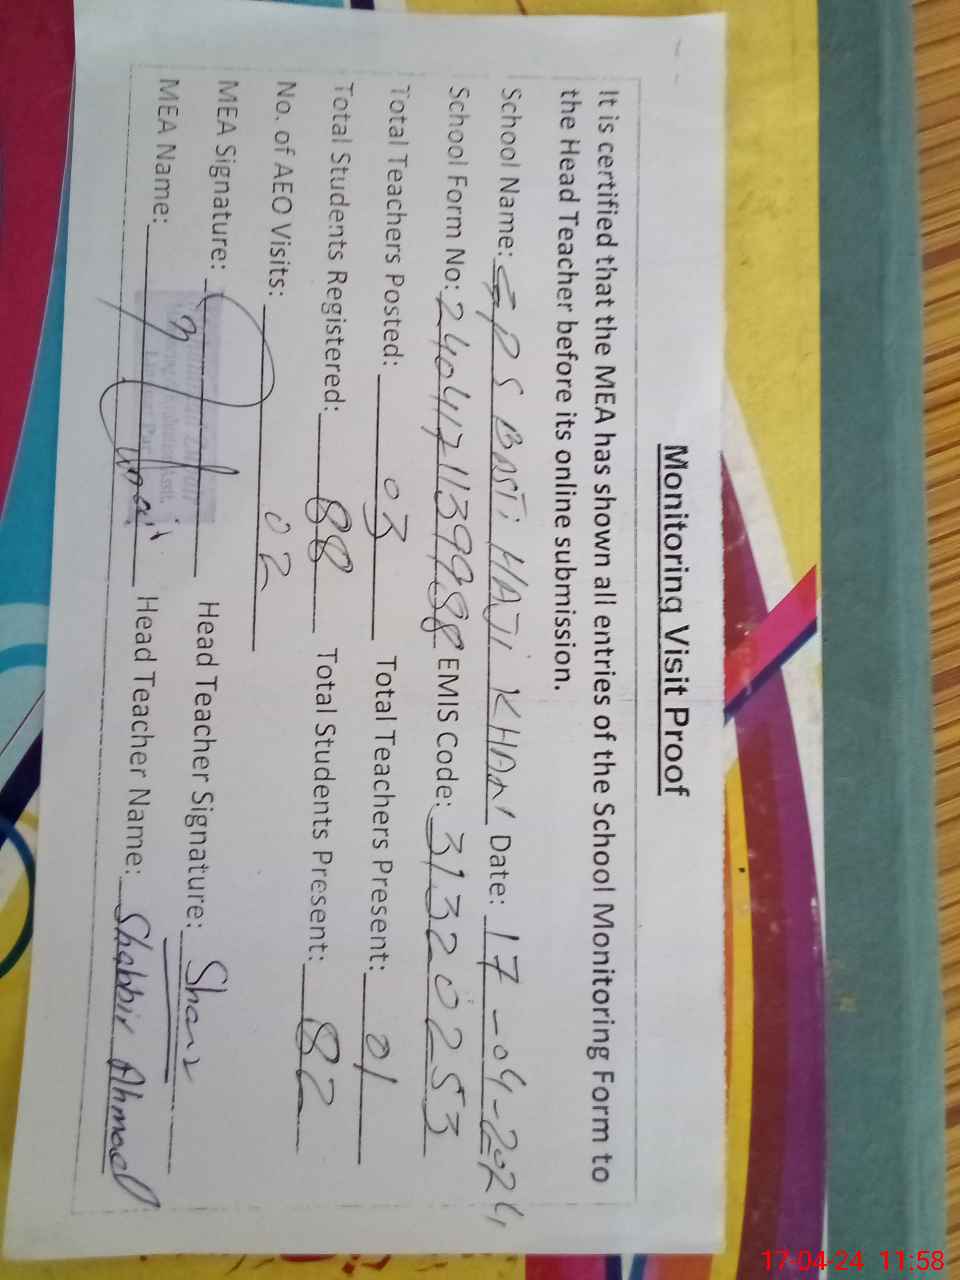 Monitoring Visit Proof
It is certified that the MEA has shown all entries of the School Monitoring Form to
the Head Teacher before its online submission.
School Name: GPS BASTi HAJi KHAN Date: 17-04-2024
School Form No: EMIS Code: 31320253
Total Teachers Posted: 03 Total Teachers Present: 01
Total Students Registered: 88 Total Students Present: 82
No. of AEO Visits: 02
MEA Signature: Head Teacher Signature:
MEA Name: Head Teacher Name: Shabbir Ahmad
17-04-24 11:58